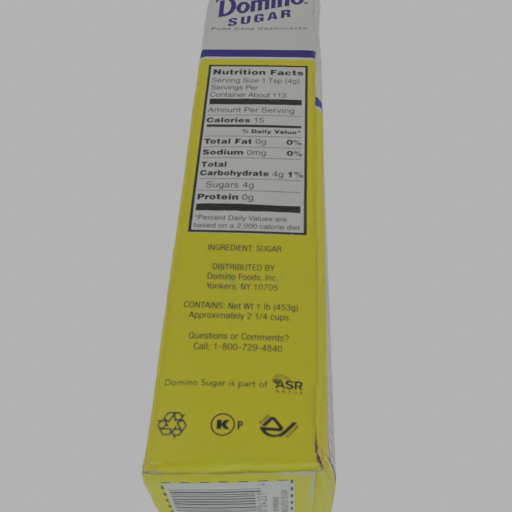 Domino
SUGAR
PURE CANE GRANULATED
Nutrition Facts
Serving Size 1 Tsp (4g)
Servings Per
Container About 113
Amount Per Serving
Calories 15
% Daily Value*
Total Fat 0g 0%
Sodium 0mg 0%
Total
Carbohydrate 4g 1%
Sugars 4g
Protein 0g
*Percent Daily Values are
based on a 2,000 calorie diet
INGREDIENT: SUGAR
DISTRIBUTED BY
Domino Foods, Inc.
Yonkers, NY 10705
CONTAINS: Net Wt 1 lb (453g)
Approximately 2 1/4 cups.
Questions or Comments?
Call: 1-800-729-4840
Domino Sugar is part of ASR
GROUP
K P